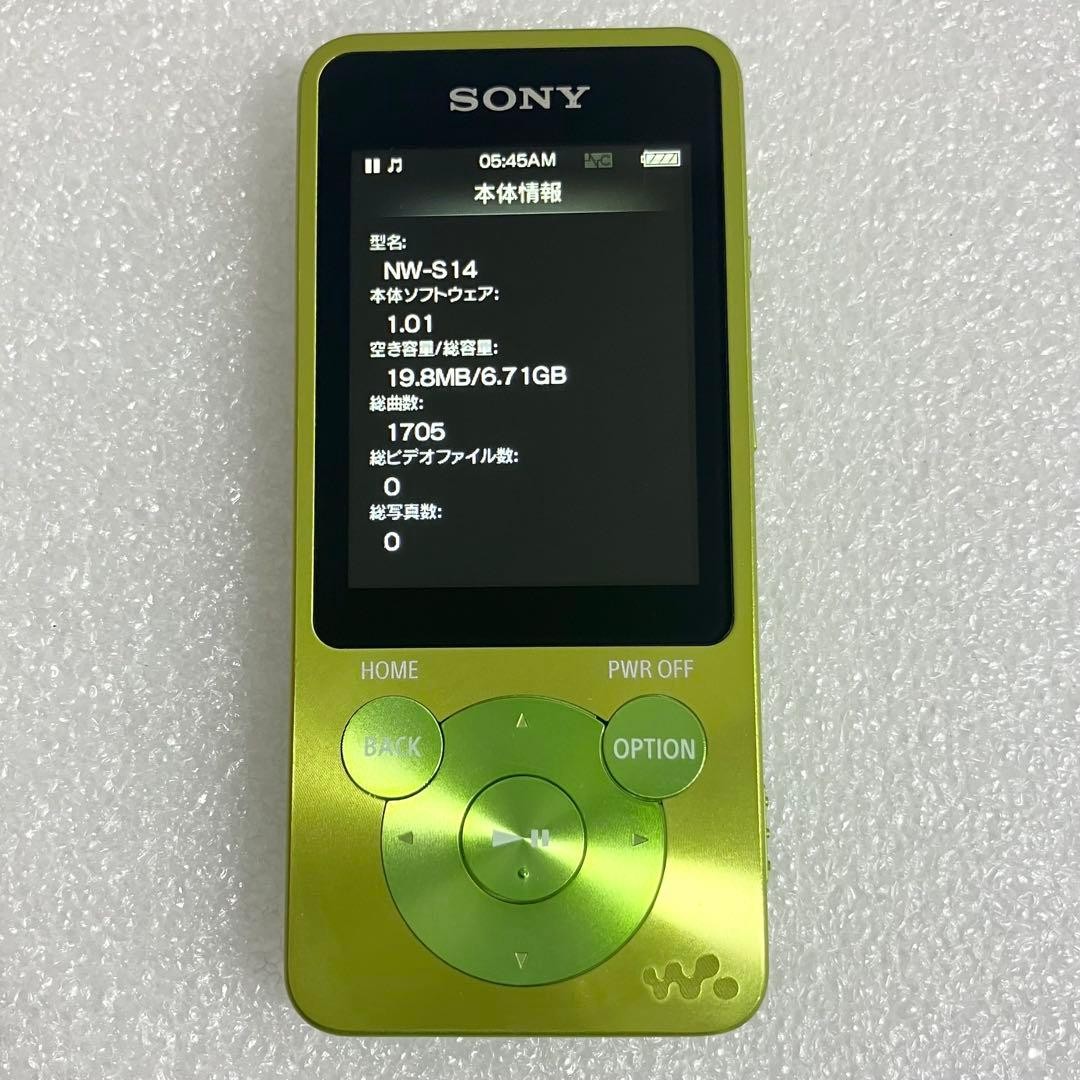 SONY
05:45AM
本体情報
型名:
NW-S14
本体ソフトウェア:
1.01
空き容量/総容量:
19.8MB/6.71GB
総曲数:
1705
総ビデオファイル数:
0
総写真数:
0
HOME
PWR OFF
BACK
OPTION